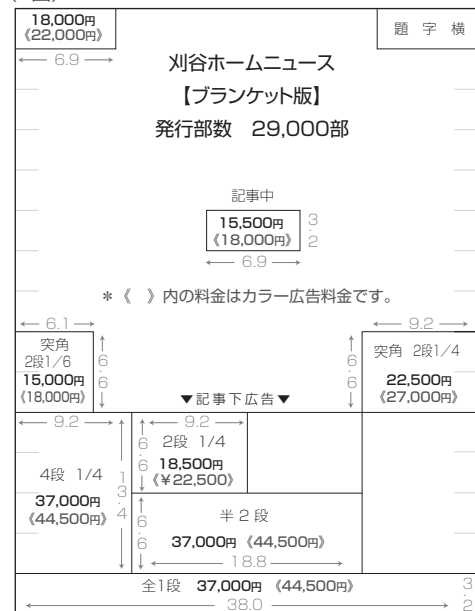 18,000円
《22,000円》
題字横
6.9
刈谷ホームニュース
【ブランケット版】
発行部数 29,000部
記事中
15,500円
《18,000円》
3.2
6.9
＊《 》内の料金はカラー広告料金です。
6.1
9.2
突角
2段1／6
15,000円
《18,000円》
6.6
6.6
突角 2段1／4
22,500円
《27,000円》
▼記事下広告▼
9.2
4段 1／4
37,000円
《44,500円》
13.4
9.2
6.6
2段 1／4
18,500円
《￥22,500》
6.6
半2段
37,000円《44,500円》
18.8
全1段 37,000円《44,500円》
3.2
38.0